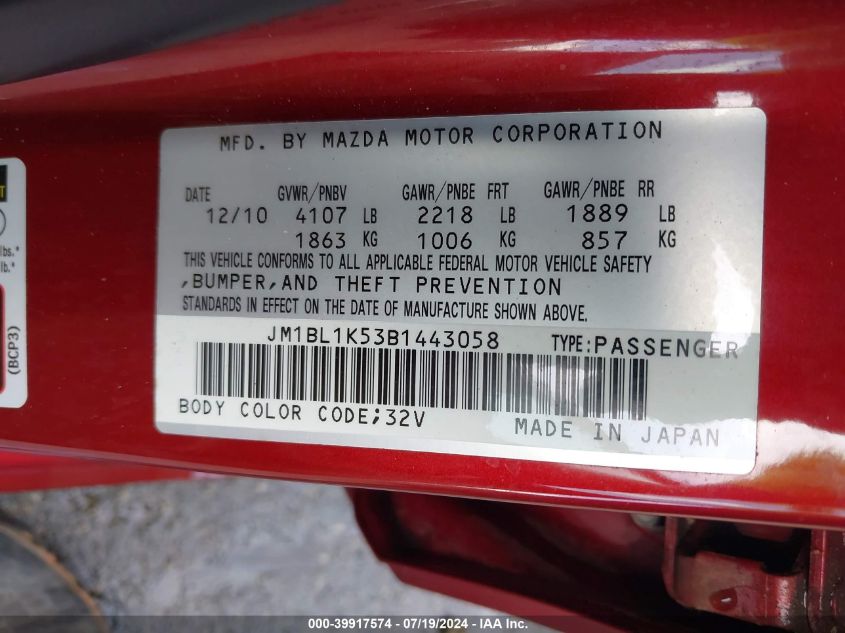 MFD. BY MAZDA MOTOR CORPORATION
DATE GVWR/PNBV GAWR/PNBE FRT GAWR/PNBE RR
12/10 4107 LB 2218 LB 1889 LB
1863 KG 1006 KG 857 KG
THIS VEHICLE CONFORMS TO ALL APPLICABLE FEDERAL MOTOR VEHICLE SAFETY
,BUMPER,AND THEFT PREVENTION
STANDARDS IN EFFECT ON THE DATE OF MANUFACTURE SHOWN ABOVE.
JM1BL1K53B1443058 TYPE:PASSENGER
BODY COLOR CODE;32V
MADE IN JAPAN
lbs.*
lb.*
(BCP3)
000-39917574 / 07/19/2024 - IAA Inc.